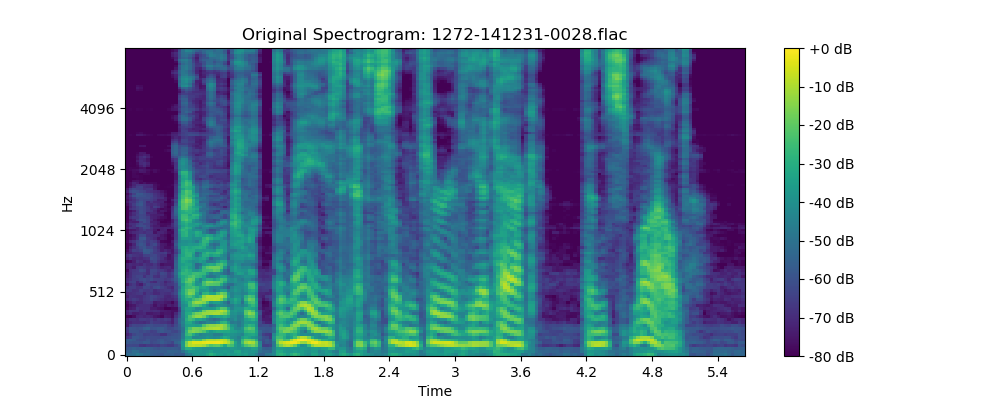 Original Spectrogram: 1272-141231-0028.flac
+0 dB
-10 dB
-20 dB
-30 dB
-40 dB
-50 dB
-60 dB
-70 dB
-80 dB
4096
2048
1024
512
0
Hz
0 0.6 1.2 1.8 2.4 3 3.6 4.2 4.8 5.4
Time